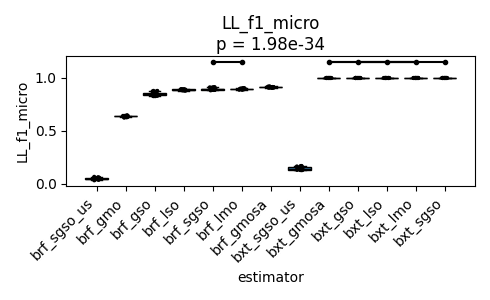 LL_f1_micro
p = 1.98e-34
LL_f1_micro
1.0
0.5
0.0
brf_sgso_us
brf_gmo
brf_gso
brf_lso
brf_sgso
brf_lmo
brf_gmosa
bxt_sgso_us
bxt_gmosa
bxt_gso
bxt_lso
bxt_lmo
bxt_sgso
estimator